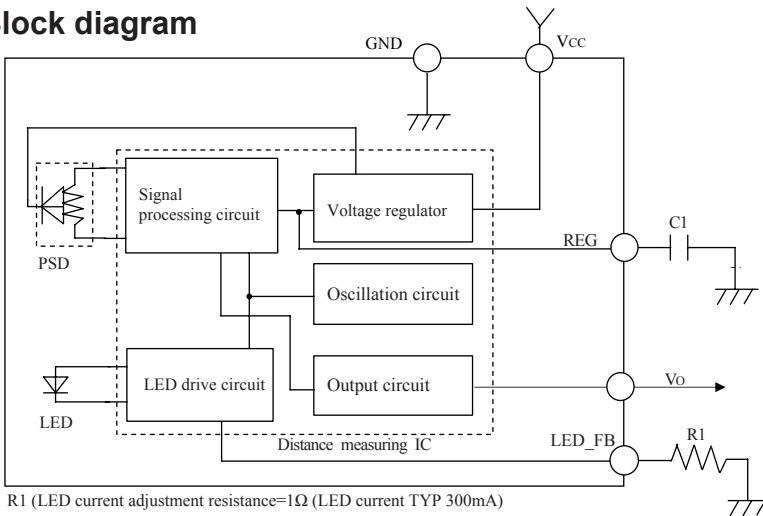 lock diagram
GND
Vcc
Signal
processing circuit
Voltage regulator
C1
REG
PSD
Oscillation circuit
LED drive circuit
Output circuit
Vo
LED
Distance measuring IC
LED_FB
R1
R1 (LED current adjustment resistance=1Ω (LED current TYP 300mA)